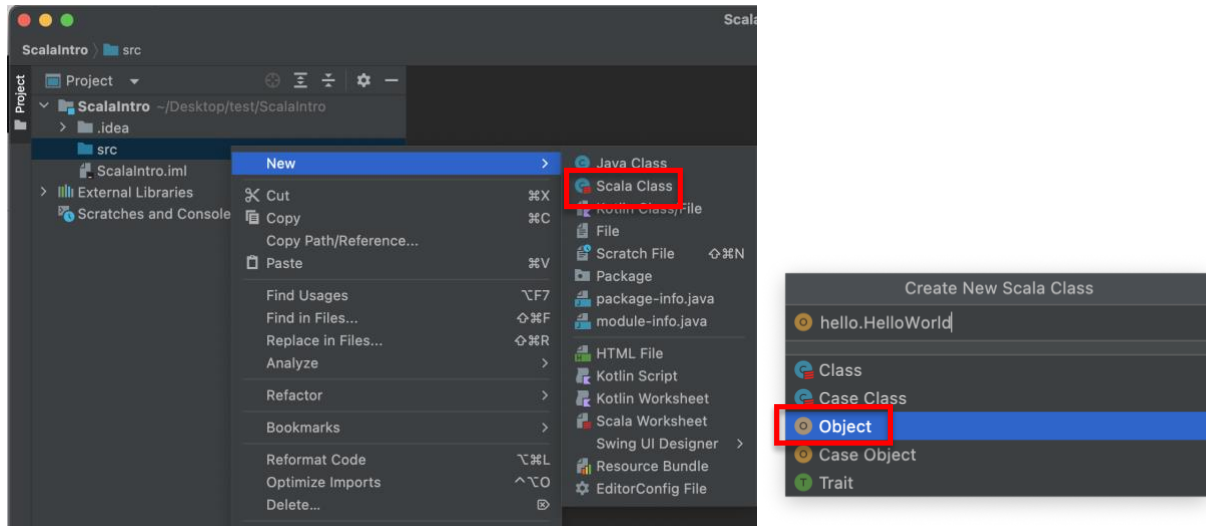 Scala
ScalaIntro 〉 src
Project
Project
ScalaIntro ~/Desktop/test/ScalaIntro
.idea
src
ScalaIntro.iml
External Libraries
Scratches and Console
New >
Cut ⌘X
Copy ⌘C
Copy Path/Reference...
Paste ⌘V
Find Usages ⌥F7
Find in Files... ⇧⌘F
Replace in Files... ⇧⌘R
Analyze >
Refactor >
Bookmarks >
Reformat Code ⌥⌘L
Optimize Imports ^⌥O
Delete... ⌦
Java Class
Scala Class
Kotlin Class/File
File
Scratch File ⇧⌘N
Package
package-info.java
module-info.java
HTML File
Kotlin Script
Kotlin Worksheet
Scala Worksheet
Swing UI Designer >
Resource Bundle
EditorConfig File
Create New Scala Class
hello.HelloWorld
Class
Case Class
Object
Case Object
Trait